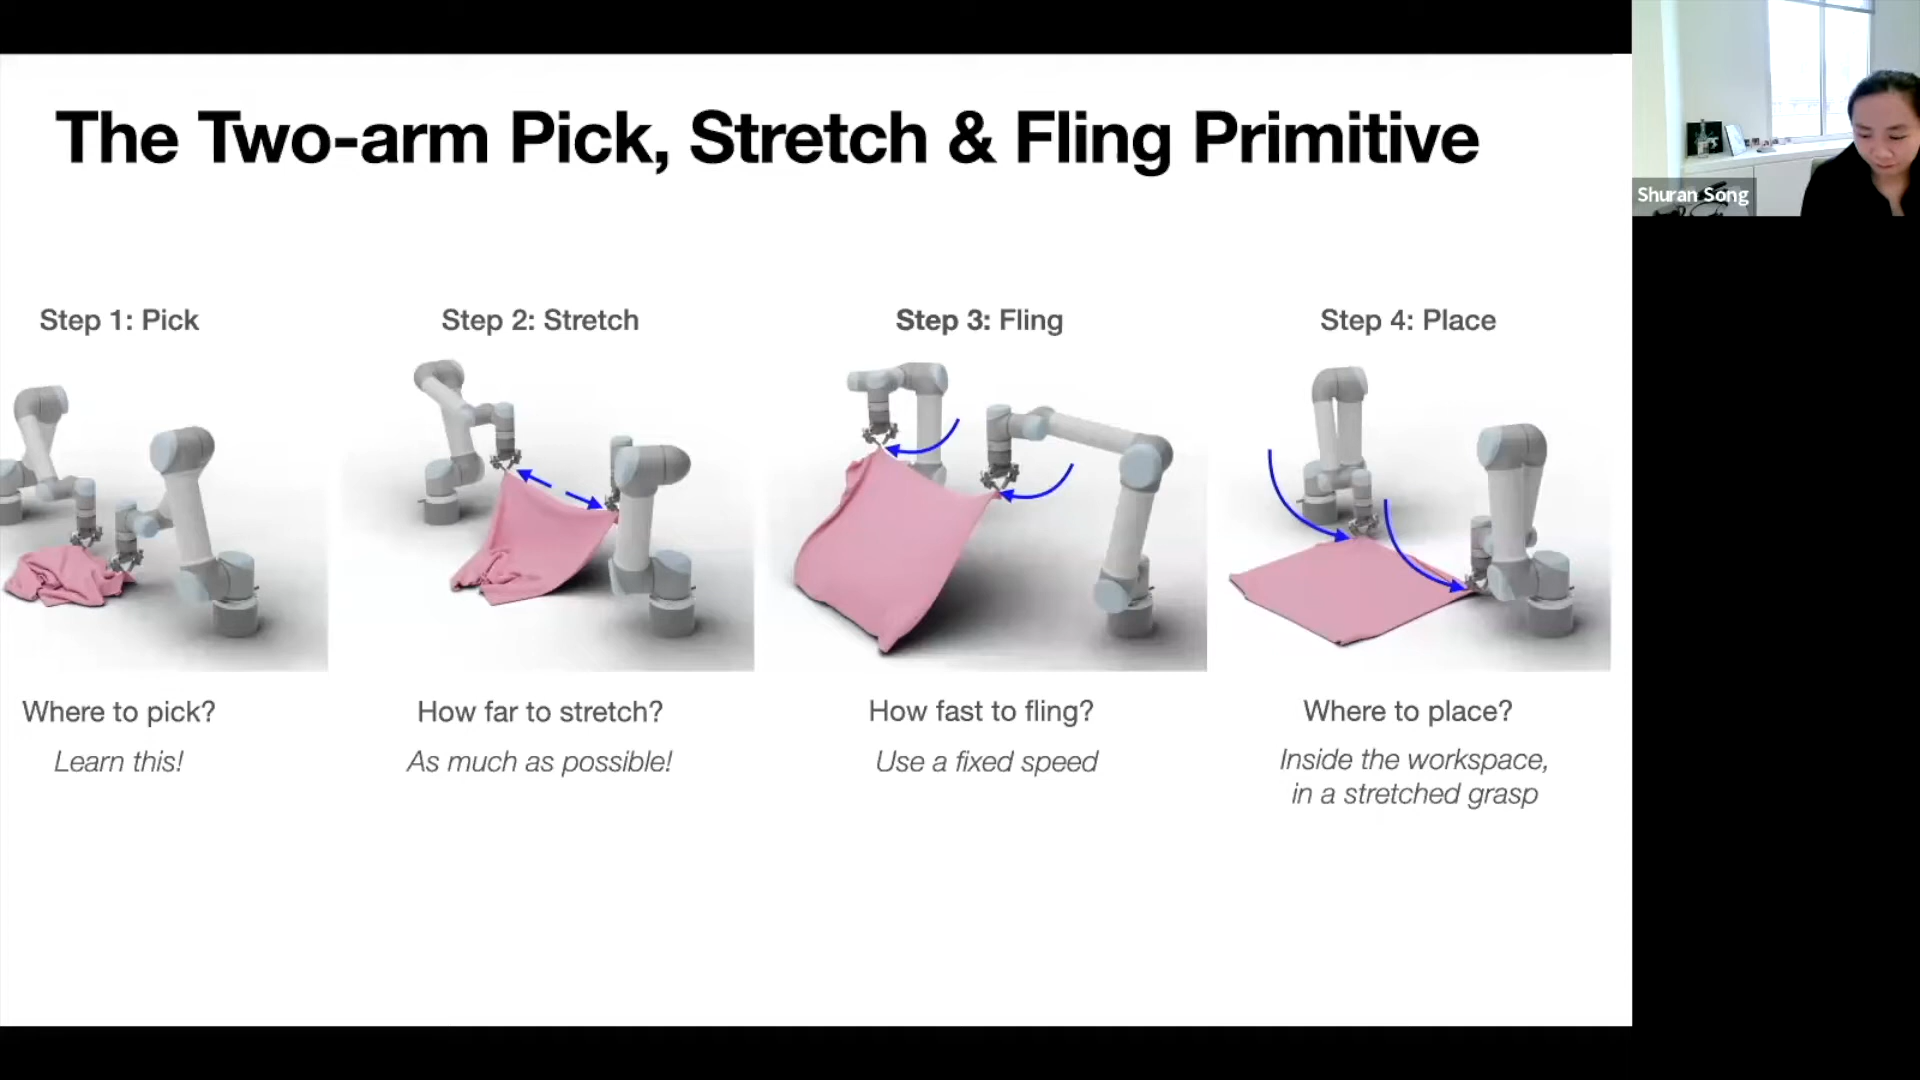 The Two-arm Pick, Stretch & Fling Primitive
Shuran Song
Step 1: Pick
Step 2: Stretch
Step 3: Fling
Step 4: Place
Where to pick?
How far to stretch?
How fast to fling?
Where to place?
Learn this!
As much as possible!
Use a fixed speed
Inside the workspace,
in a stretched grasp